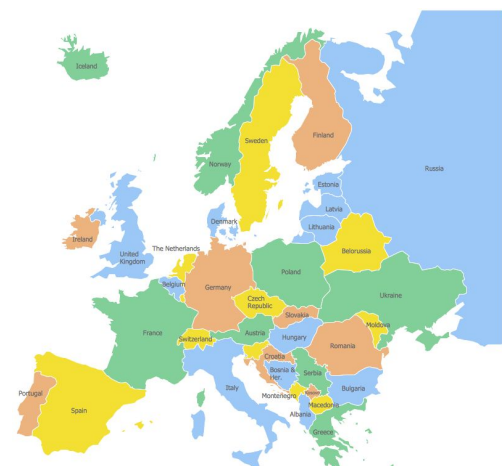 Iceland
Sweden
Finland
Norway
Russia
Estonia
Latvia
Denmark
Lithuania
Ireland
United
Kingdom
The Netherlands
Belorussia
Belgium
Germany
Poland
Czech
Republic
Ukraine
Slovakia
France
Switzerland
Austria
Hungary
Moldova
Romania
Croatia
Bosnia &
Her.
Serbia
Italy
Portugal
Spain
Montenegro
Bulgaria
Macedonia
Albania
Greece